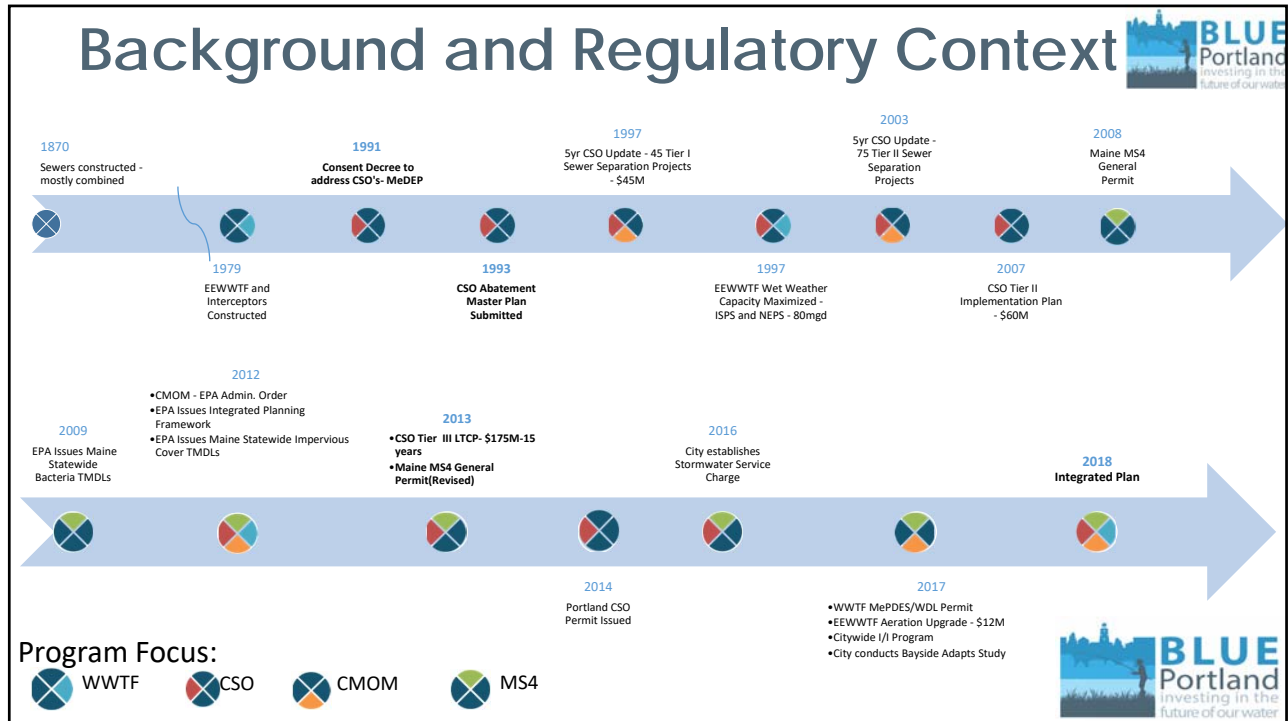 Background and Regulatory Context
BLUE
Portland
investing in the
future of our water
1870
Sewers constructed -
mostly combined
1991
Consent Decree to
address CSO's- MeDEP
1997
5yr CSO Update - 45 Tier I
Sewer Separation Projects
- $45M
2003
5yr CSO Update -
75 Tier II Sewer
Separation
Projects
2008
Maine MS4
General
Permit
1979
EEWWTF and
Interceptors
Constructed
1993
CSO Abatement
Master Plan
Submitted
1997
EEWWTF Wet Weather
Capacity Maximized -
ISPS and NEPS - 80mgd
2007
CSO Tier II
Implementation Plan
- $60M
2009
EPA Issues Maine
Statewide
Bacteria TMDLs
2012
•CMOM - EPA Admin. Order
•EPA Issues Integrated Planning
Framework
•EPA Issues Maine Statewide Impervious
Cover TMDLs
2013
•CSO Tier III LTCP- $175M-15
years
•Maine MS4 General
Permit(Revised)
2016
City establishes
Stormwater Service
Charge
2018
Integrated Plan
2014
Portland CSO
Permit Issued
2017
•WWTF MePDES/WDL Permit
•EEWWTF Aeration Upgrade - $12M
•Citywide I/I Program
•City conducts Bayside Adapts Study
Program Focus:
WWTF
CSO
CMOM
MS4
BLUE
Portland
investing in the
future of our water